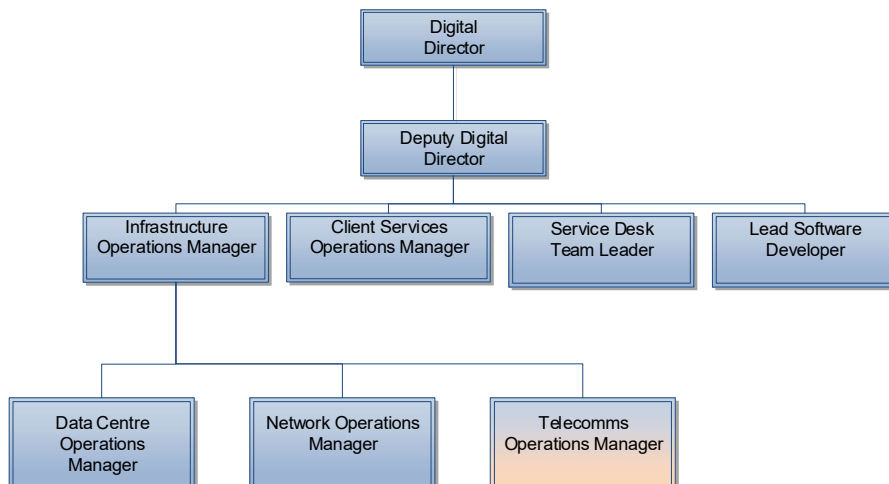 Digital
Director
Deputy Digital
Director
Infrastructure
Operations Manager
Client Services
Operations Manager
Service Desk
Team Leader
Lead Software
Developer
Data Centre
Operations
Manager
Network Operations
Manager
Telecomms
Operations Manager